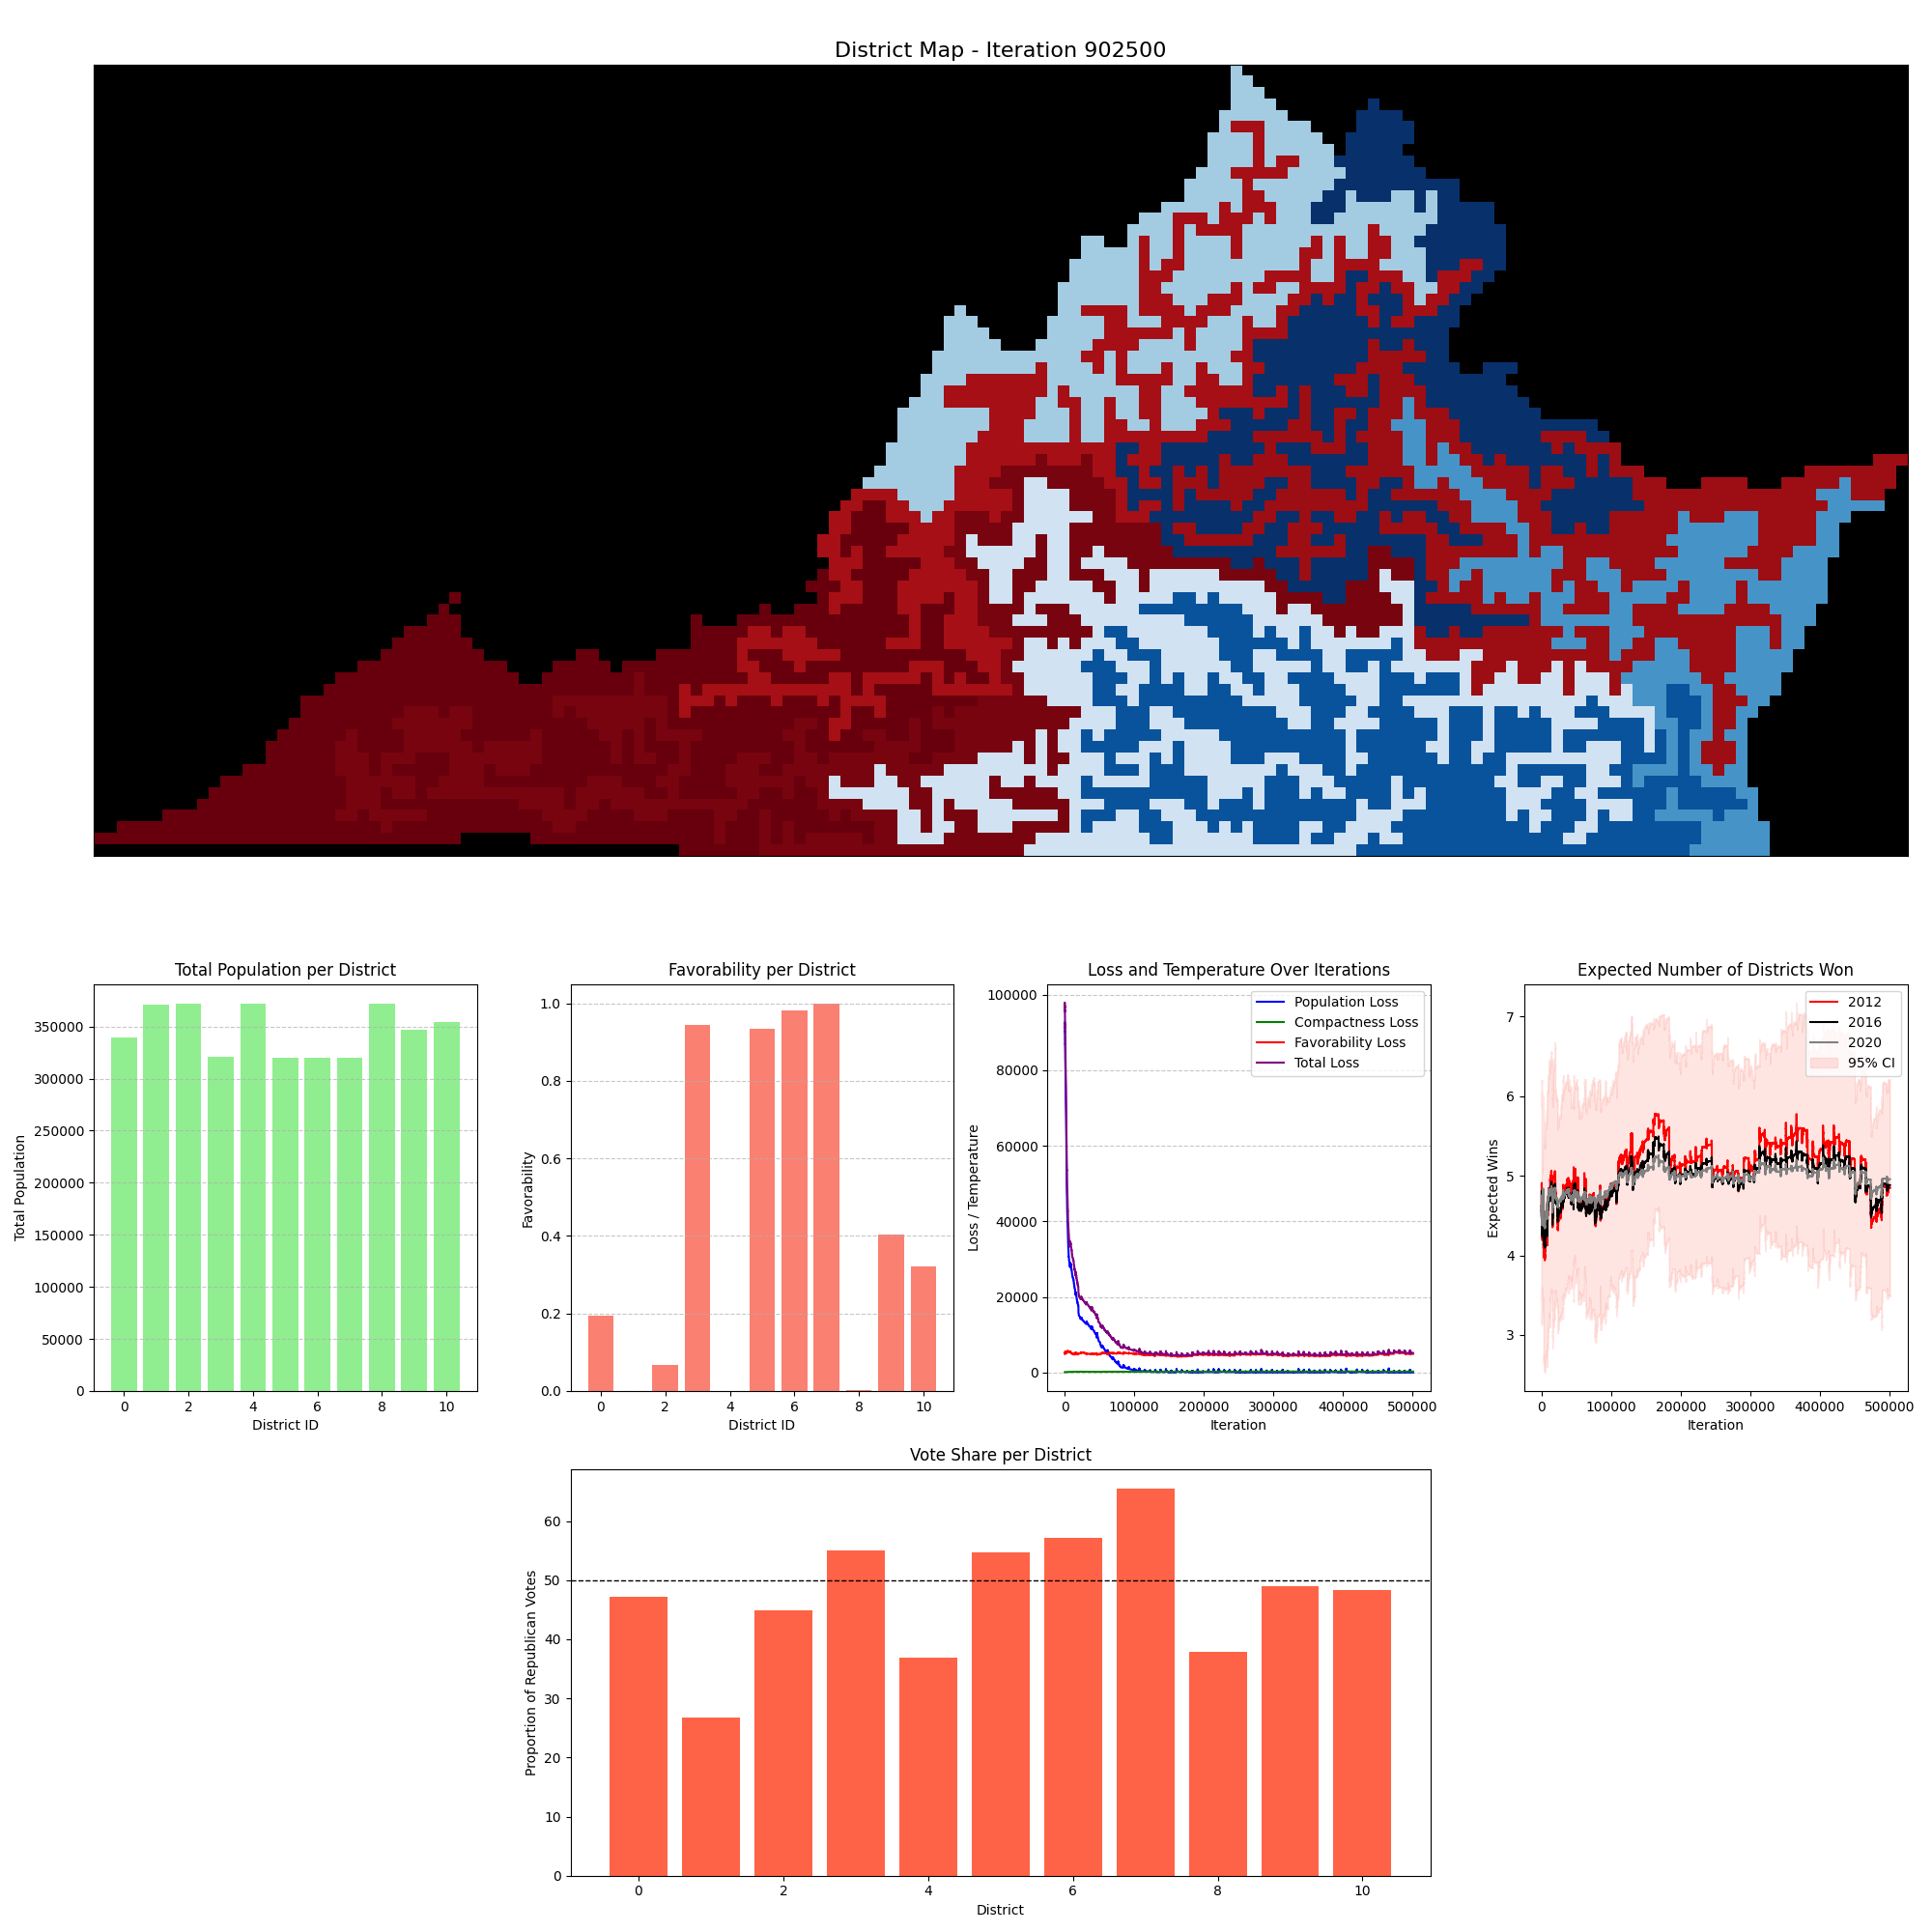 District Map - Iteration 902500
Total Population per District
Total Population
350000
300000
250000
200000
150000
100000
50000
0
0 2 4 6 8 10
District ID
Favorability per District
Favorability
1.0
0.8
0.6
0.4
0.2
0.0
0 2 4 6 8 10
District ID
Loss and Temperature Over Iterations
Loss / Temperature
100000
80000
60000
40000
20000
0
Population Loss
Compactness Loss
Favorability Loss
Total Loss
0 100000 200000 300000 400000 500000
Iteration
Expected Number of Districts Won
Expected Wins
7
6
5
4
3
2012
2016
2020
95% CI
0 100000 200000 300000 400000 500000
Iteration
Vote Share per District
Proportion of Republican Votes
60
50
40
30
20
10
0
0 2 4 6 8 10
District